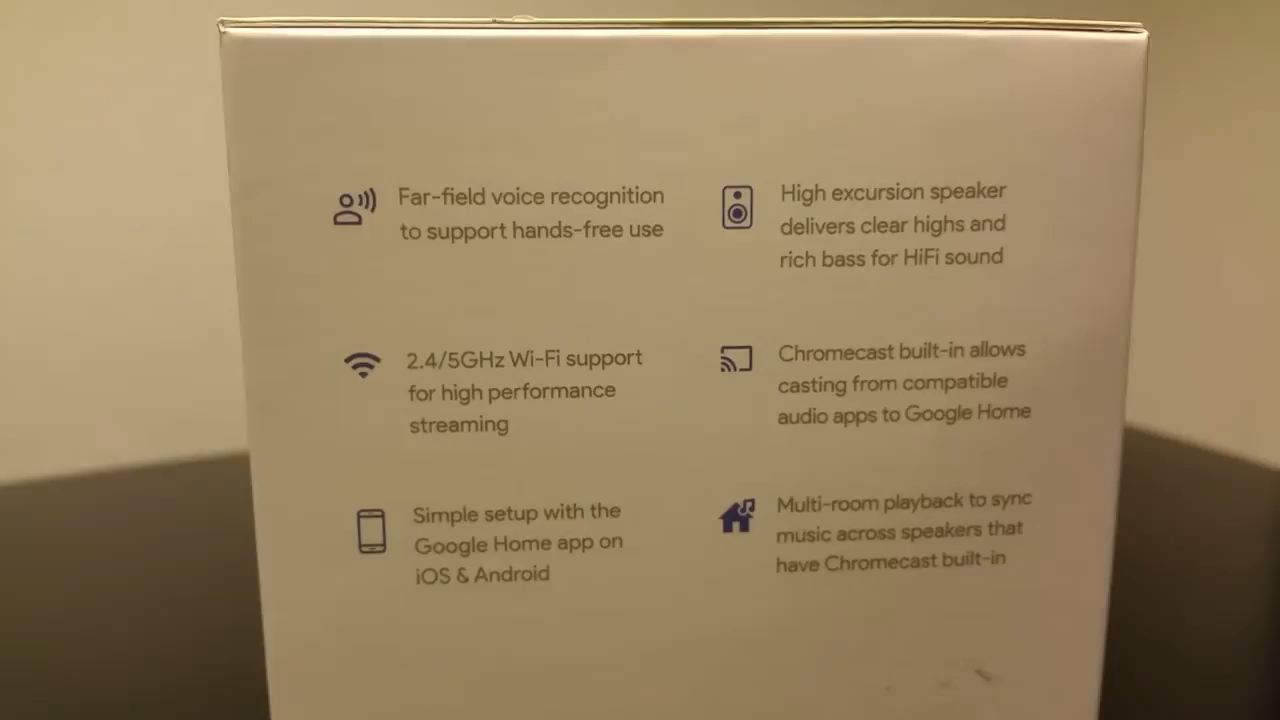 Far-field voice recognition
to support hands-free use
High excursion speaker
delivers clear highs and
rich bass for HiFi sound
2.4/5GHz Wi-Fi support
for high performance
streaming
Chromecast built-in allows
casting from compatible
audio apps to Google Home
Simple setup with the
Google Home app on
iOS & Android
Multi-room playback to sync
music across speakers that
have Chromecast built-in